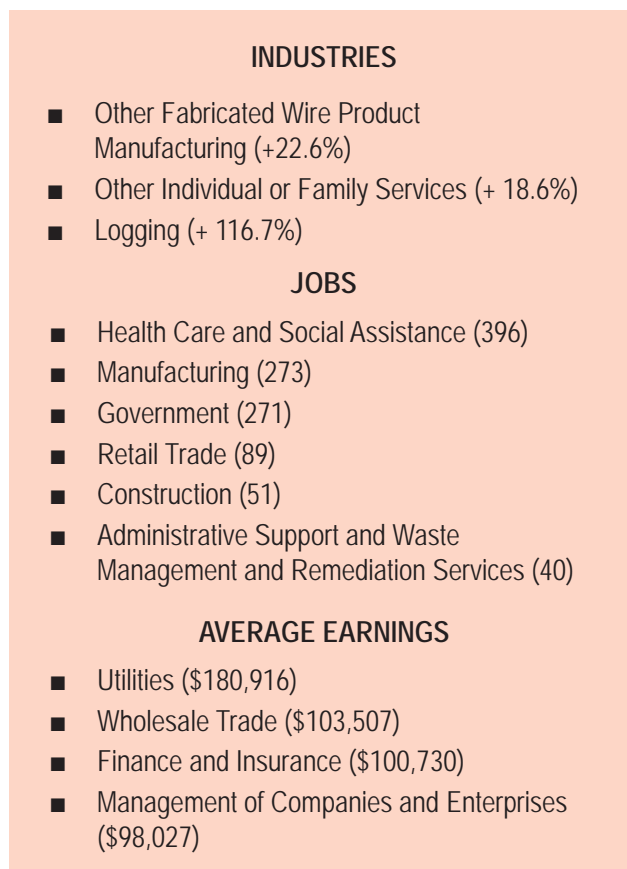 INDUSTRIES
■ Other Fabricated Wire Product
Manufacturing (+22.6%)
■ Other Individual or Family Services (+ 18.6%)
■ Logging (+ 116.7%)
JOBS
■ Health Care and Social Assistance (396)
■ Manufacturing (273)
■ Government (271)
■ Retail Trade (89)
■ Construction (51)
■ Administrative Support and Waste
Management and Remediation Services (40)
AVERAGE EARNINGS
■ Utilities ($180,916)
■ Wholesale Trade ($103,507)
■ Finance and Insurance ($100,730)
■ Management of Companies and Enterprises
($98,027)